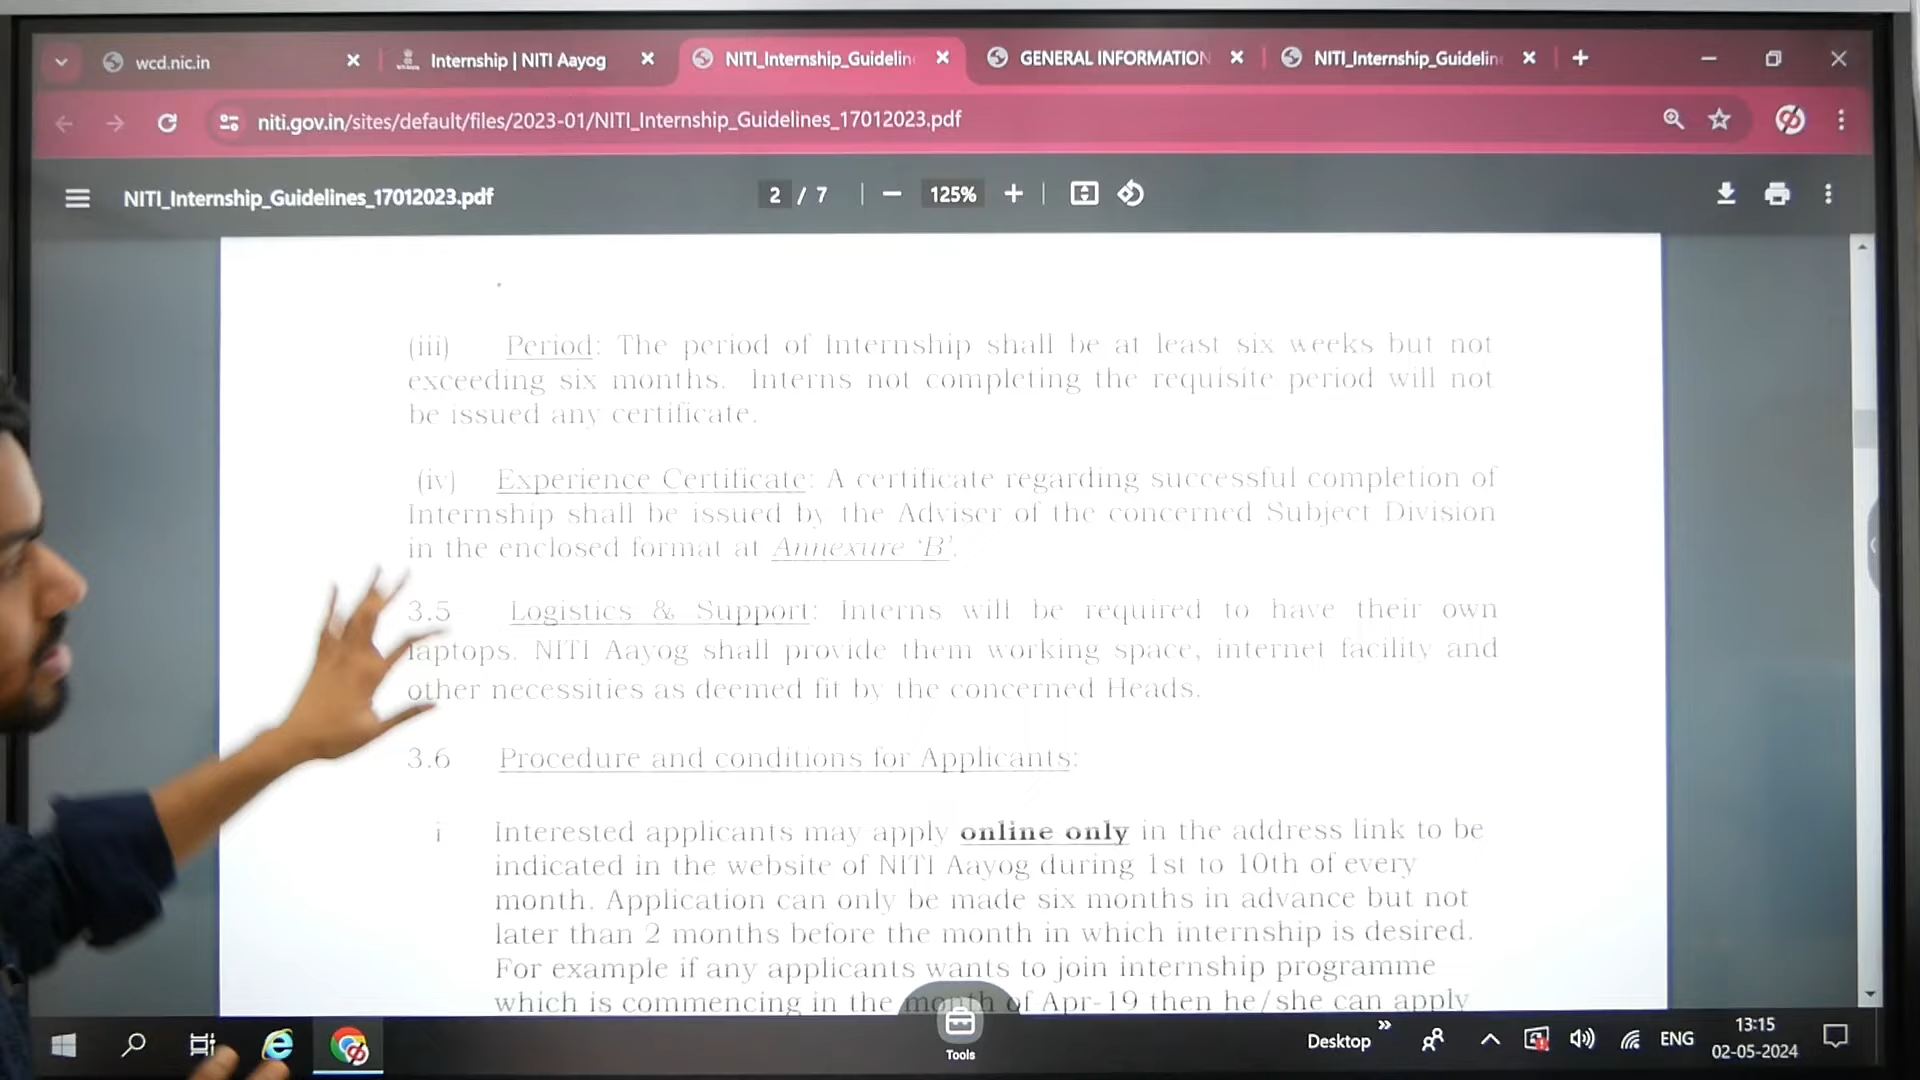 wcd.nic.in
Internship | NITI Aayog
NITI_Internship_Guidelin
GENERAL INFORMATION
NITI_Internship_Guidelin
niti.gov.in/sites/default/files/2023-01/NITI_Internship_Guidelines_17012023.pdf
NITI_Internship_Guidelines_17012023.pdf
2 / 7
125%
(iii) Period: The period of Internship shall be at least six weeks but not
exceeding six months. Interns not completing the requisite period will not
be issued any certificate.
(iv) Experience Certificate: A certificate regarding successful completion of
Internship shall be issued by the Adviser of the concerned Subject Division
in the enclosed format at Annexure ‘B’.
3.5 Logistics & Support: Interns will be required to have their own
laptops. NITI Aayog shall provide them working space, internet facility and
other necessities as deemed fit by the concerned Heads.
3.6 Procedure and conditions for Applicants:
i Interested applicants may apply online only in the address link to be
indicated in the website of NITI Aayog during 1st to 10th of every
month. Application can only be made six months in advance but not
later than 2 months before the month in which internship is desired.
For example if any applicants wants to join internship programme
which is commencing in the month of Apr-19 then he/she can apply
Tools
Desktop
ENG
13:15
02-05-2024